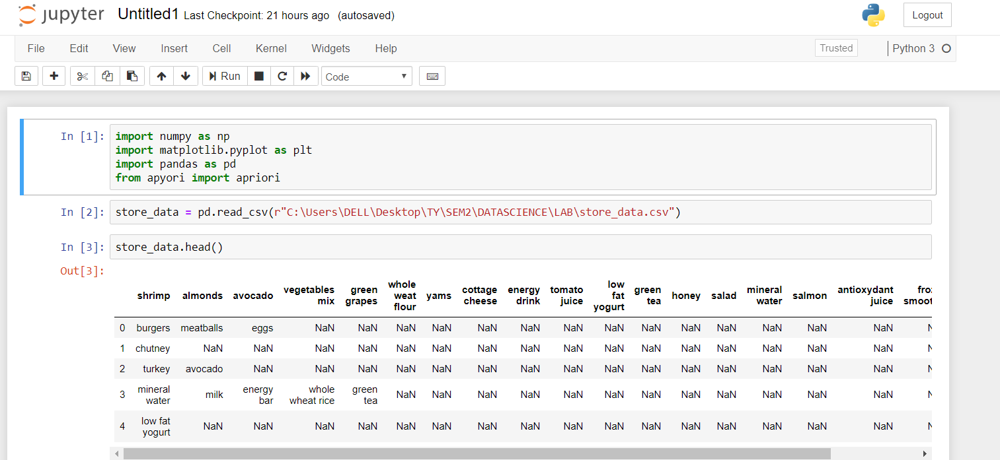 jupyter Untitled1 Last Checkpoint: 21 hours ago (autosaved) Logout
File Edit View Insert Cell Kernel Widgets Help Trusted Python 3
Run Code
In [1]: import numpy as np
import matplotlib.pyplot as plt
import pandas as pd
from apyori import apriori
In [2]: store_data = pd.read_csv(r"C:\Users\DELL\Desktop\TY\SEM2\DATASCIENCE\LAB\store_data.csv")
In [3]: store_data.head()
Out[3]:
shrimp almonds avocado vegetables mix green grapes whole weat flour yams cottage cheese energy drink tomato juice low fat yogurt green tea honey salad mineral water salmon antioxydant juice
0 burgers meatballs eggs NaN NaN NaN NaN NaN NaN NaN NaN NaN NaN NaN NaN NaN NaN
1 chutney NaN NaN NaN NaN NaN NaN NaN NaN NaN NaN NaN NaN NaN NaN NaN NaN
2 turkey avocado NaN NaN NaN NaN NaN NaN NaN NaN NaN NaN NaN NaN NaN NaN NaN
3 mineral water milk energy bar whole wheat rice green tea NaN NaN NaN NaN NaN NaN NaN NaN NaN NaN NaN NaN
4 low fat yogurt NaN NaN NaN NaN NaN NaN NaN NaN NaN NaN NaN NaN NaN NaN NaN NaN